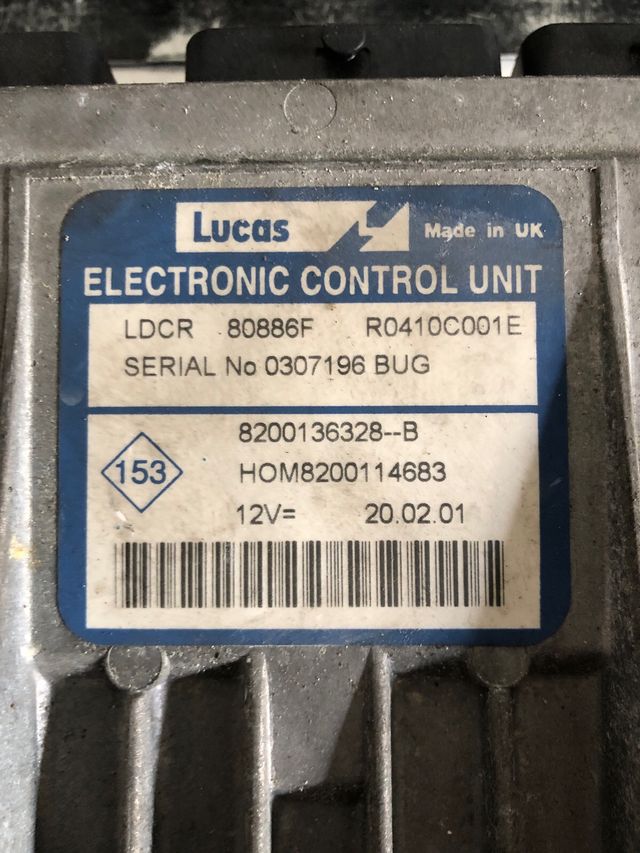 Lucas Made in UK
ELECTRONIC CONTROL UNIT
LDCR 80886F R0410C001E
SERIAL No 0307196 BUG
8200136328--B
153 HOM8200114683
12V= 20.02.01